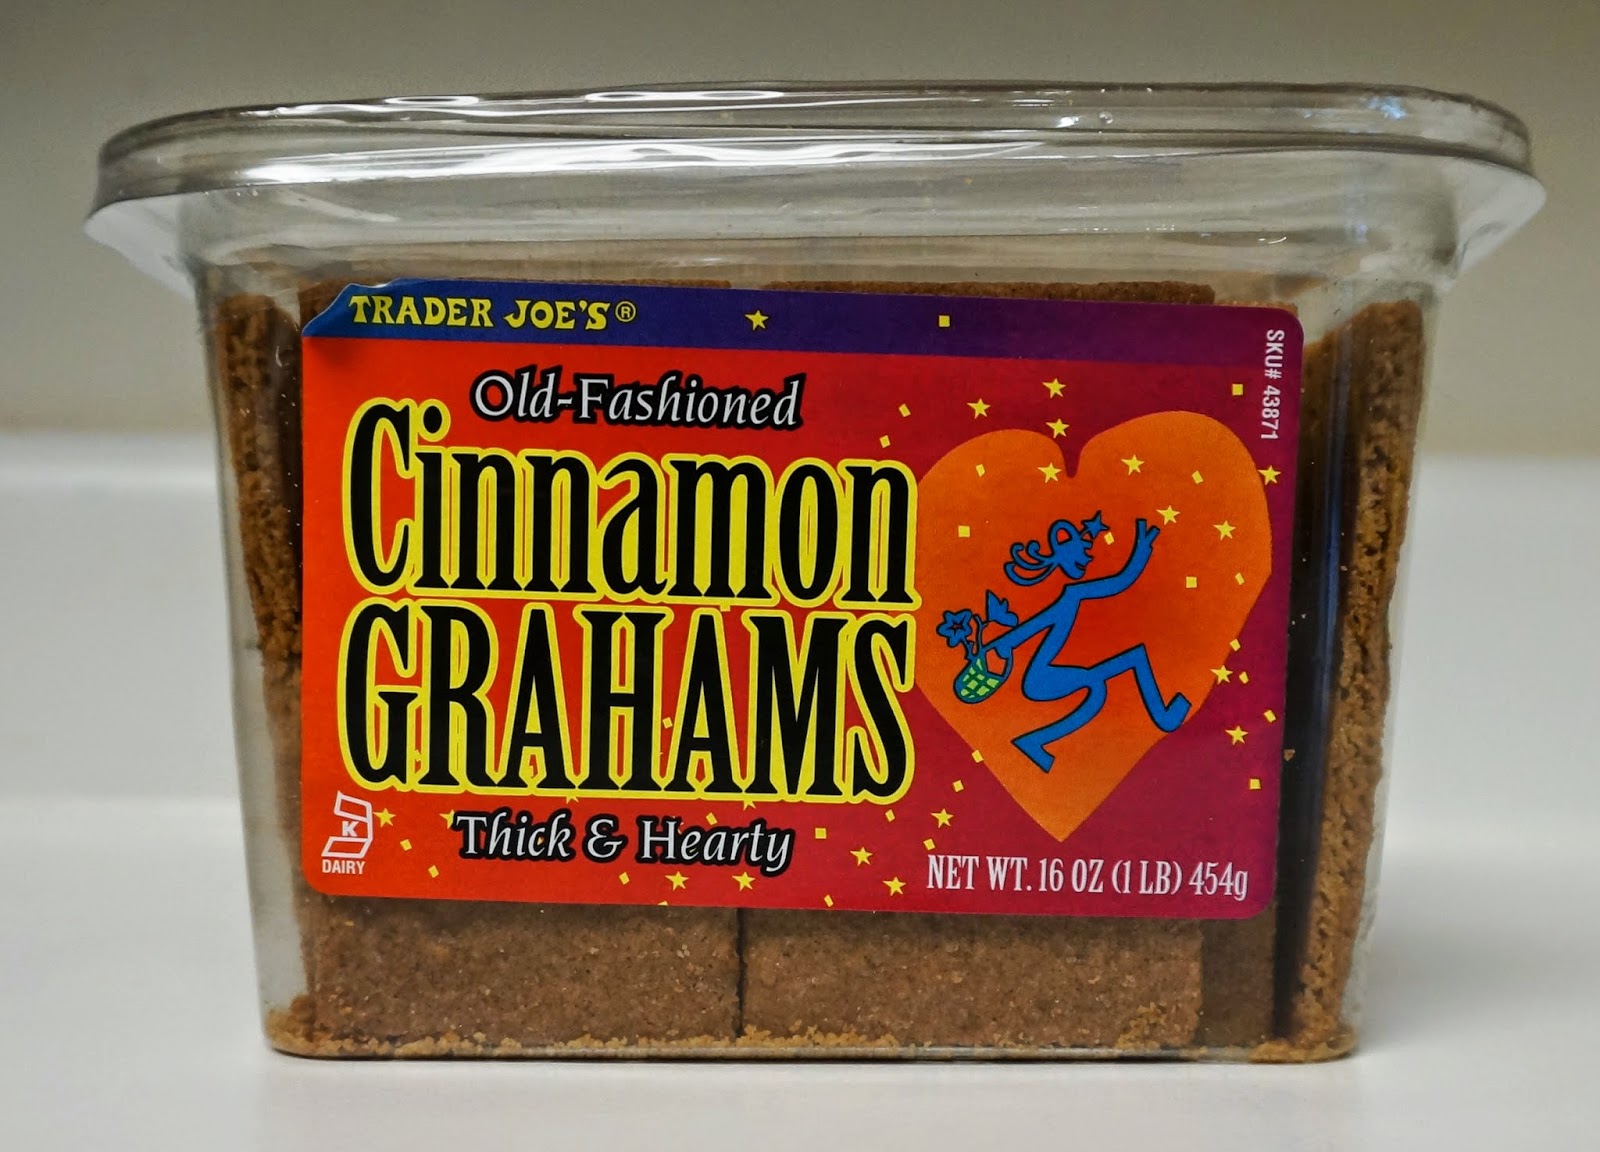 TRADER JOE'S®
SKU# 43871
Old-Fashioned
Cinnamon
GRAHAMS
Thick & Hearty
K
DAIRY
NET WT. 16 OZ (1 LB) 454g